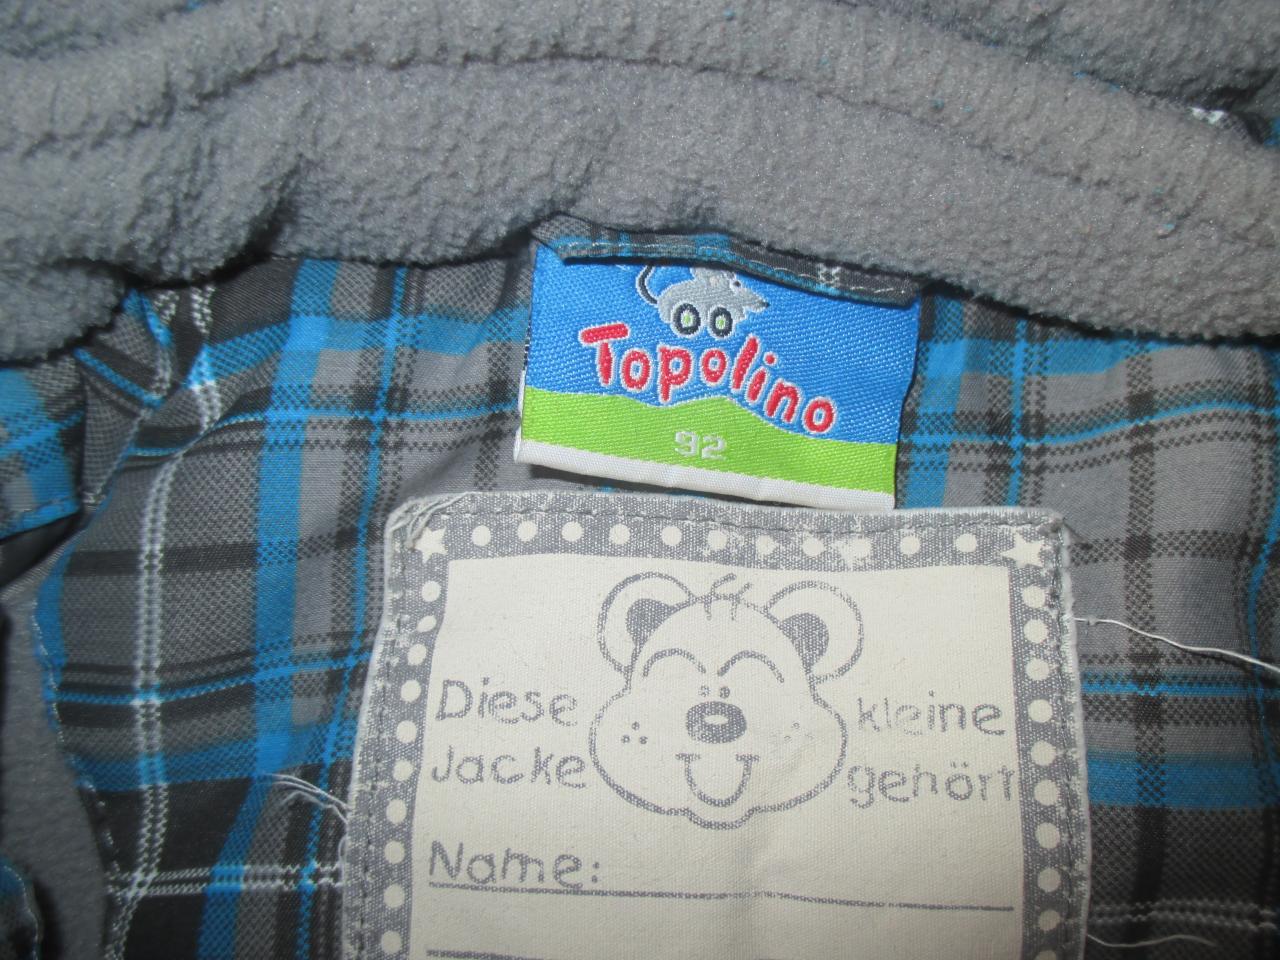 Topolino
92
Diese kleine
Jacke gehört
Name: